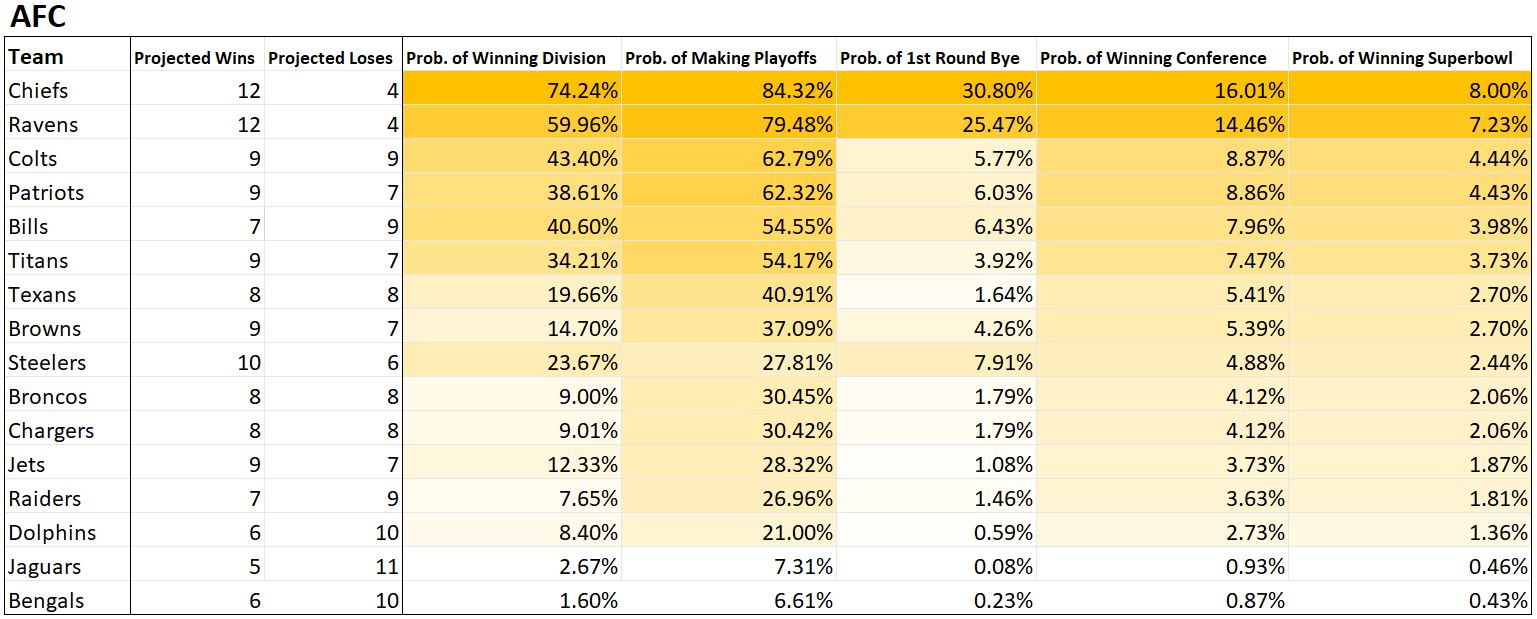 AFC
Team Projected Wins Projected Loses Prob. of Winning Division Prob. of Making Playoffs Prob. of 1st Round Bye Prob. of Winning Conference Prob. of Winning Superbowl
Chiefs 12 4 74.24% 84.32% 30.80% 16.01% 8.00%
Ravens 12 4 59.96% 79.48% 25.47% 14.46% 7.23%
Colts 9 9 43.40% 62.79% 5.77% 8.87% 4.44%
Patriots 9 7 38.61% 62.32% 6.03% 8.86% 4.43%
Bills 7 9 40.60% 54.55% 6.43% 7.96% 3.98%
Titans 9 7 34.21% 54.17% 3.92% 7.47% 3.73%
Texans 8 8 19.66% 40.91% 1.64% 5.41% 2.70%
Browns 9 7 14.70% 37.09% 4.26% 5.39% 2.70%
Steelers 10 6 23.67% 27.81% 7.91% 4.88% 2.44%
Broncos 8 8 9.00% 30.45% 1.79% 4.12% 2.06%
Chargers 8 8 9.01% 30.42% 1.79% 4.12% 2.06%
Jets 9 7 12.33% 28.32% 1.08% 3.73% 1.87%
Raiders 7 9 7.65% 26.96% 1.46% 3.63% 1.81%
Dolphins 6 10 8.40% 21.00% 0.59% 2.73% 1.36%
Jaguars 5 11 2.67% 7.31% 0.08% 0.93% 0.46%
Bengals 6 10 1.60% 6.61% 0.23% 0.87% 0.43%